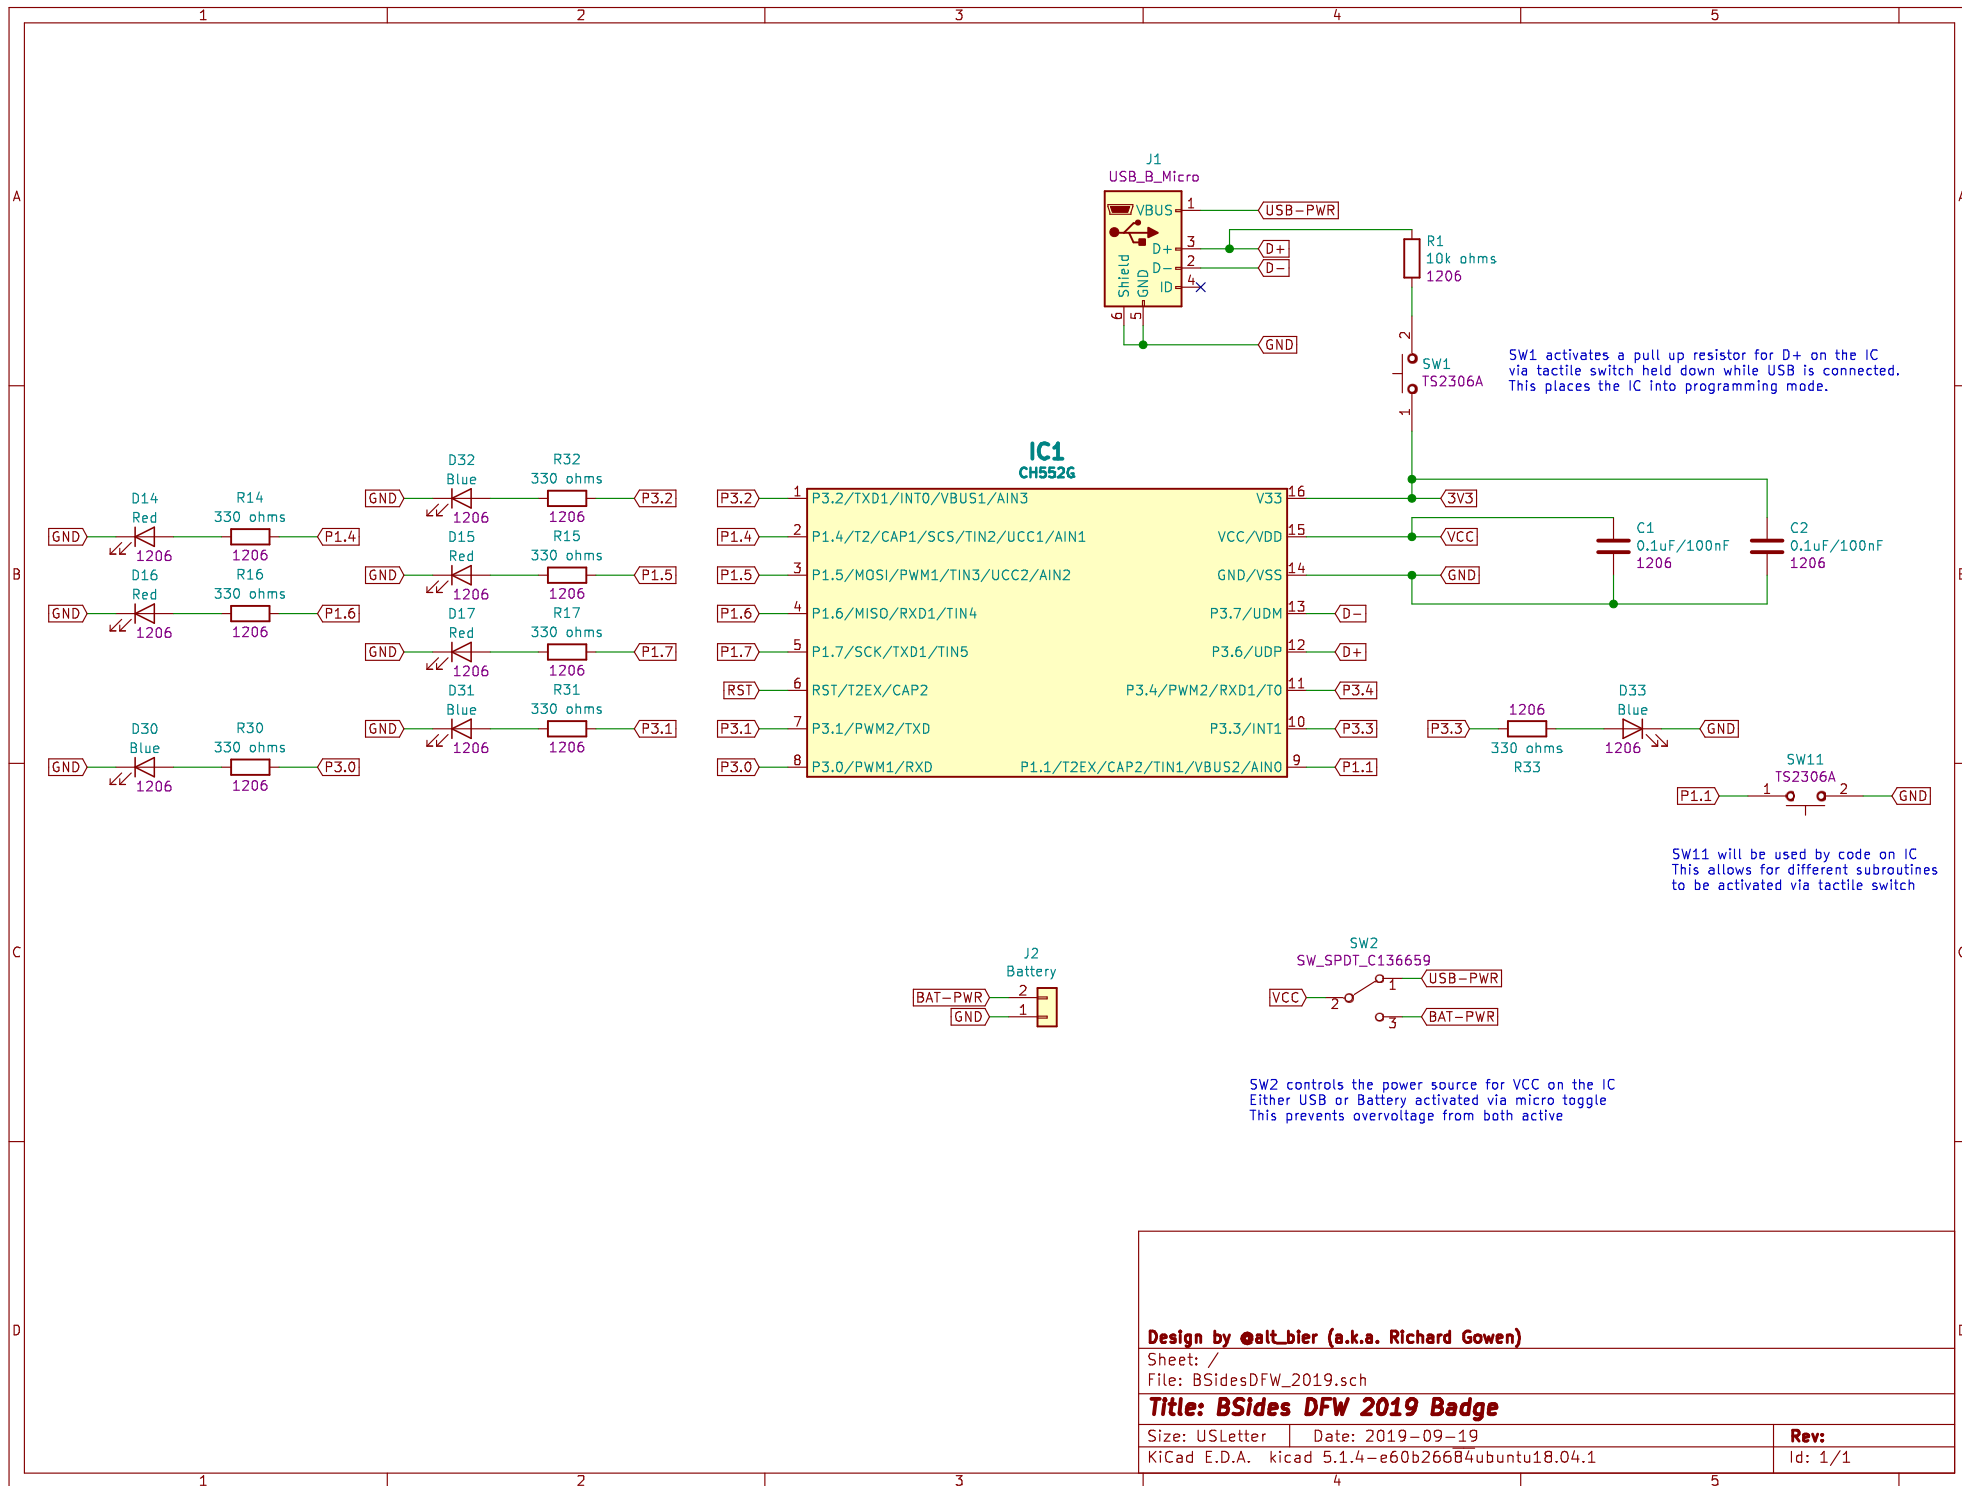 1 2 3 4 5
A
J1
USB_B_Micro
VBUS 1 USB-PWR
D+ 3 D+
D- 2 D-
ID 4
Shield
GND
6 5
GND
R1
10k ohms
1206
2
SW1
TS2306A
1
SW1 activates a pull up resistor for D+ on the IC
via tactile switch held down while USB is connected.
This places the IC into programming mode.
B
D14
Red
1206
R14
330 ohms
1206
GND P1.4
D16
Red
1206
R16
330 ohms
1206
GND P1.6
D30
Blue
1206
R30
330 ohms
1206
GND P3.0
D32
Blue
1206
R32
330 ohms
1206
GND P3.2
D15
Red
1206
R15
330 ohms
1206
GND P1.5
D17
Red
1206
R17
330 ohms
1206
GND P1.7
D31
Blue
1206
R31
330 ohms
1206
GND P3.1
IC1
CH552G
P3.2 1 P3.2/TXD1/INT0/VBUS1/AIN3
P1.4 2 P1.4/T2/CAP1/SCS/TIN2/UCC1/AIN1
P1.5 3 P1.5/MOSI/PWM1/TIN3/UCC2/AIN2
P1.6 4 P1.6/MISO/RXD1/TIN4
P1.7 5 P1.7/SCK/TXD1/TIN5
RST 6 RST/T2EX/CAP2
P3.1 7 P3.1/PWM2/TXD
P3.0 8 P3.0/PWM1/RXD
V33 16 3V3
VCC/VDD 15 VCC
GND/VSS 14 GND
P3.7/UDM 13 D-
P3.6/UDP 12 D+
P3.4/PWM2/RXD1/T0 11 P3.4
P3.3/INT1 10 P3.3
P1.1/T2EX/CAP2/TIN1/VBUS2/AIN0 9 P1.1
C1
0.1uF/100nF
1206
C2
0.1uF/100nF
1206
D33
Blue
1206
1206
330 ohms
R33
P3.3 GND
SW11
TS2306A
P1.1 1 2 GND
SW11 will be used by code on IC
This allows for different subroutines
to be activated via tactile switch
C
J2
Battery
BAT-PWR 2
GND 1
SW2
SW_SPDT_C136659
VCC 2
1 USB-PWR
3 BAT-PWR
SW2 controls the power source for VCC on the IC
Either USB or Battery activated via micro toggle
This prevents overvoltage from both active
D
Design by @alt_bier (a.k.a. Richard Gowen)
Sheet: /
File: BSidesDFW_2019.sch
Title: BSides DFW 2019 Badge
Size: USLetter Date: 2019-09-19 Rev:
KiCad E.D.A. kicad 5.1.4-e60b26684ubuntu18.04.1 Id: 1/1
1 2 3 4 5